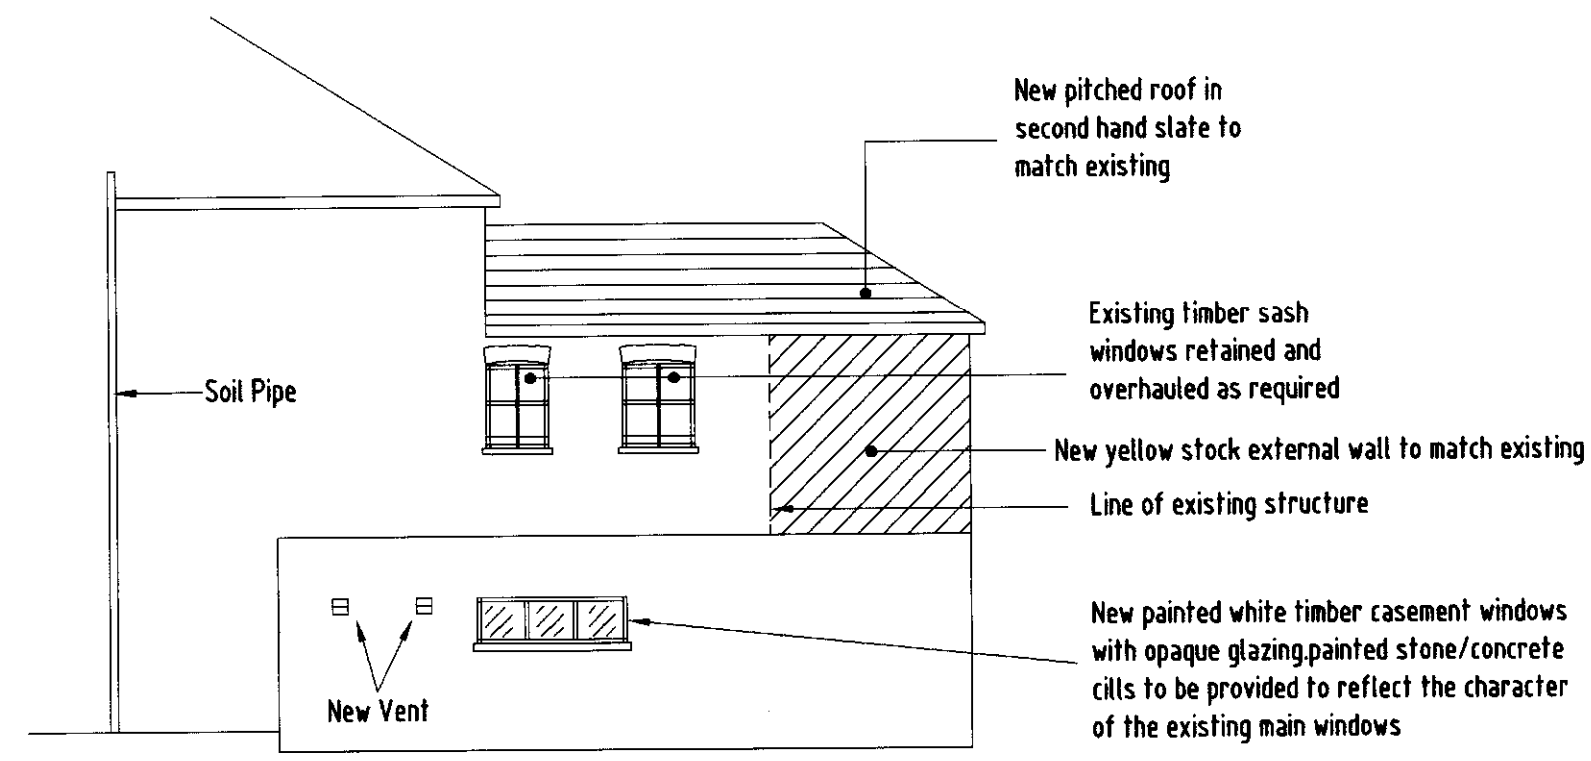 New pitched roof in
second hand slate to
match existing
Existing timber sash
windows retained and
overhauled as required
Soil Pipe
New yellow stock external wall to match existing
Line of existing structure
New painted white timber casement windows
with opaque glazing.painted stone/concrete
cills to be provided to reflect the character
of the existing main windows
New Vent